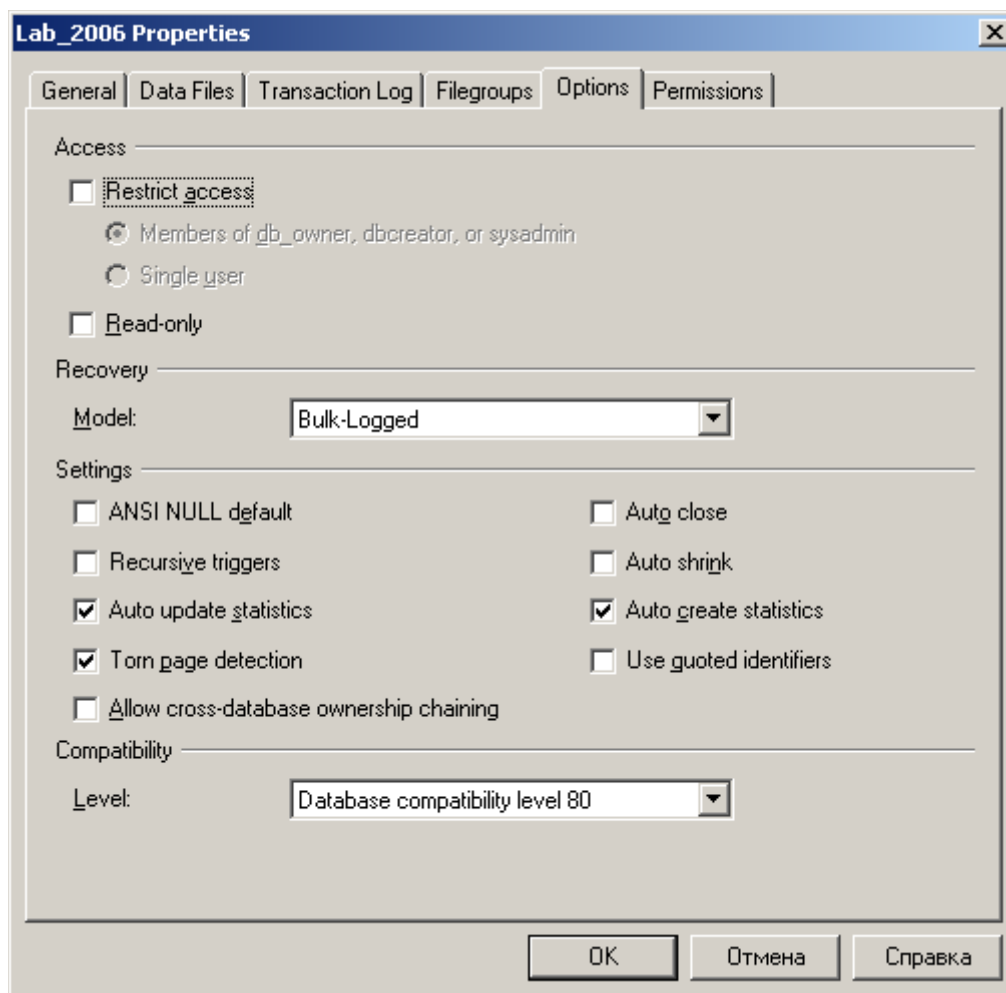 Lab_2006 Properties
General Data Files Transaction Log Filegroups Options Permissions
Access
Restrict access
Members of db_owner, dbcreator, or sysadmin
Single user
Read-only
Recovery
Model: Bulk-Logged
Settings
ANSI NULL default Auto close
Recursive triggers Auto shrink
Auto update statistics Auto create statistics
Torn page detection Use quoted identifiers
Allow cross-database ownership chaining
Compatibility
Level: Database compatibility level 80
OK Отмена Справка